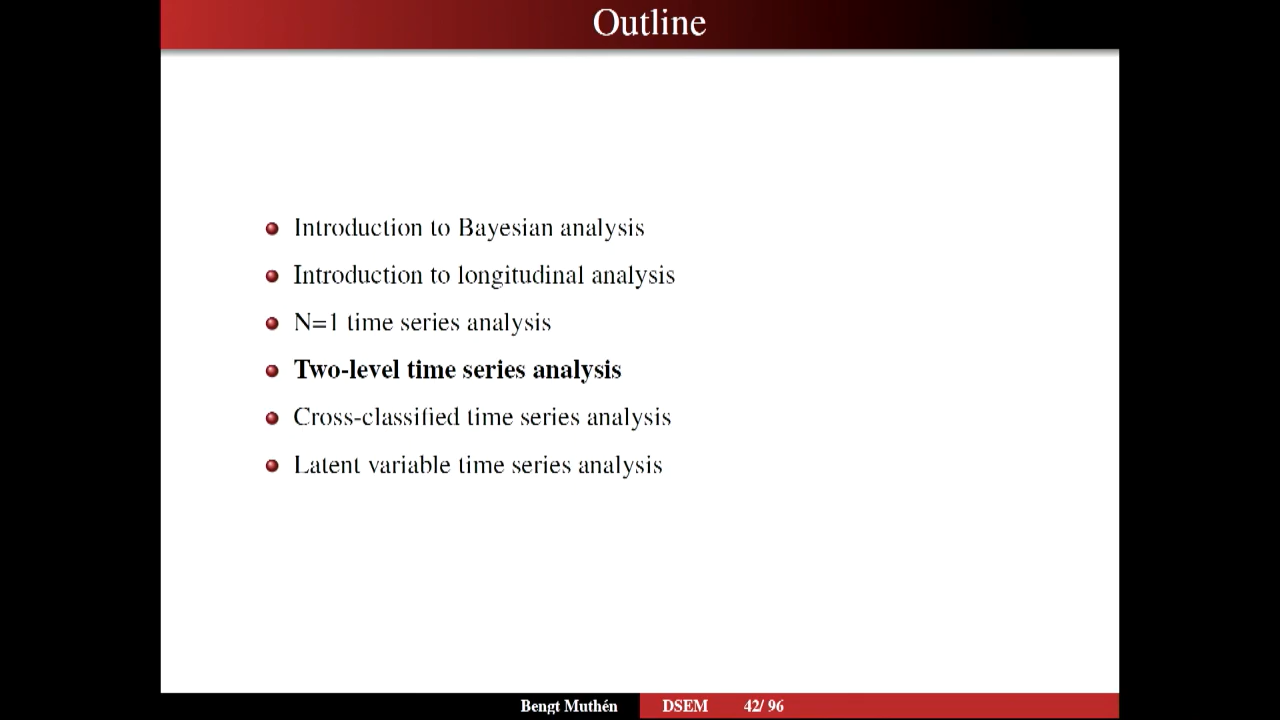 Outline
Introduction to Bayesian analysis
Introduction to longitudinal analysis
N=1 time series analysis
Two-level time series analysis
Cross-classified time series analysis
Latent variable time series analysis
Bengt Muthén DSEM 42/ 96